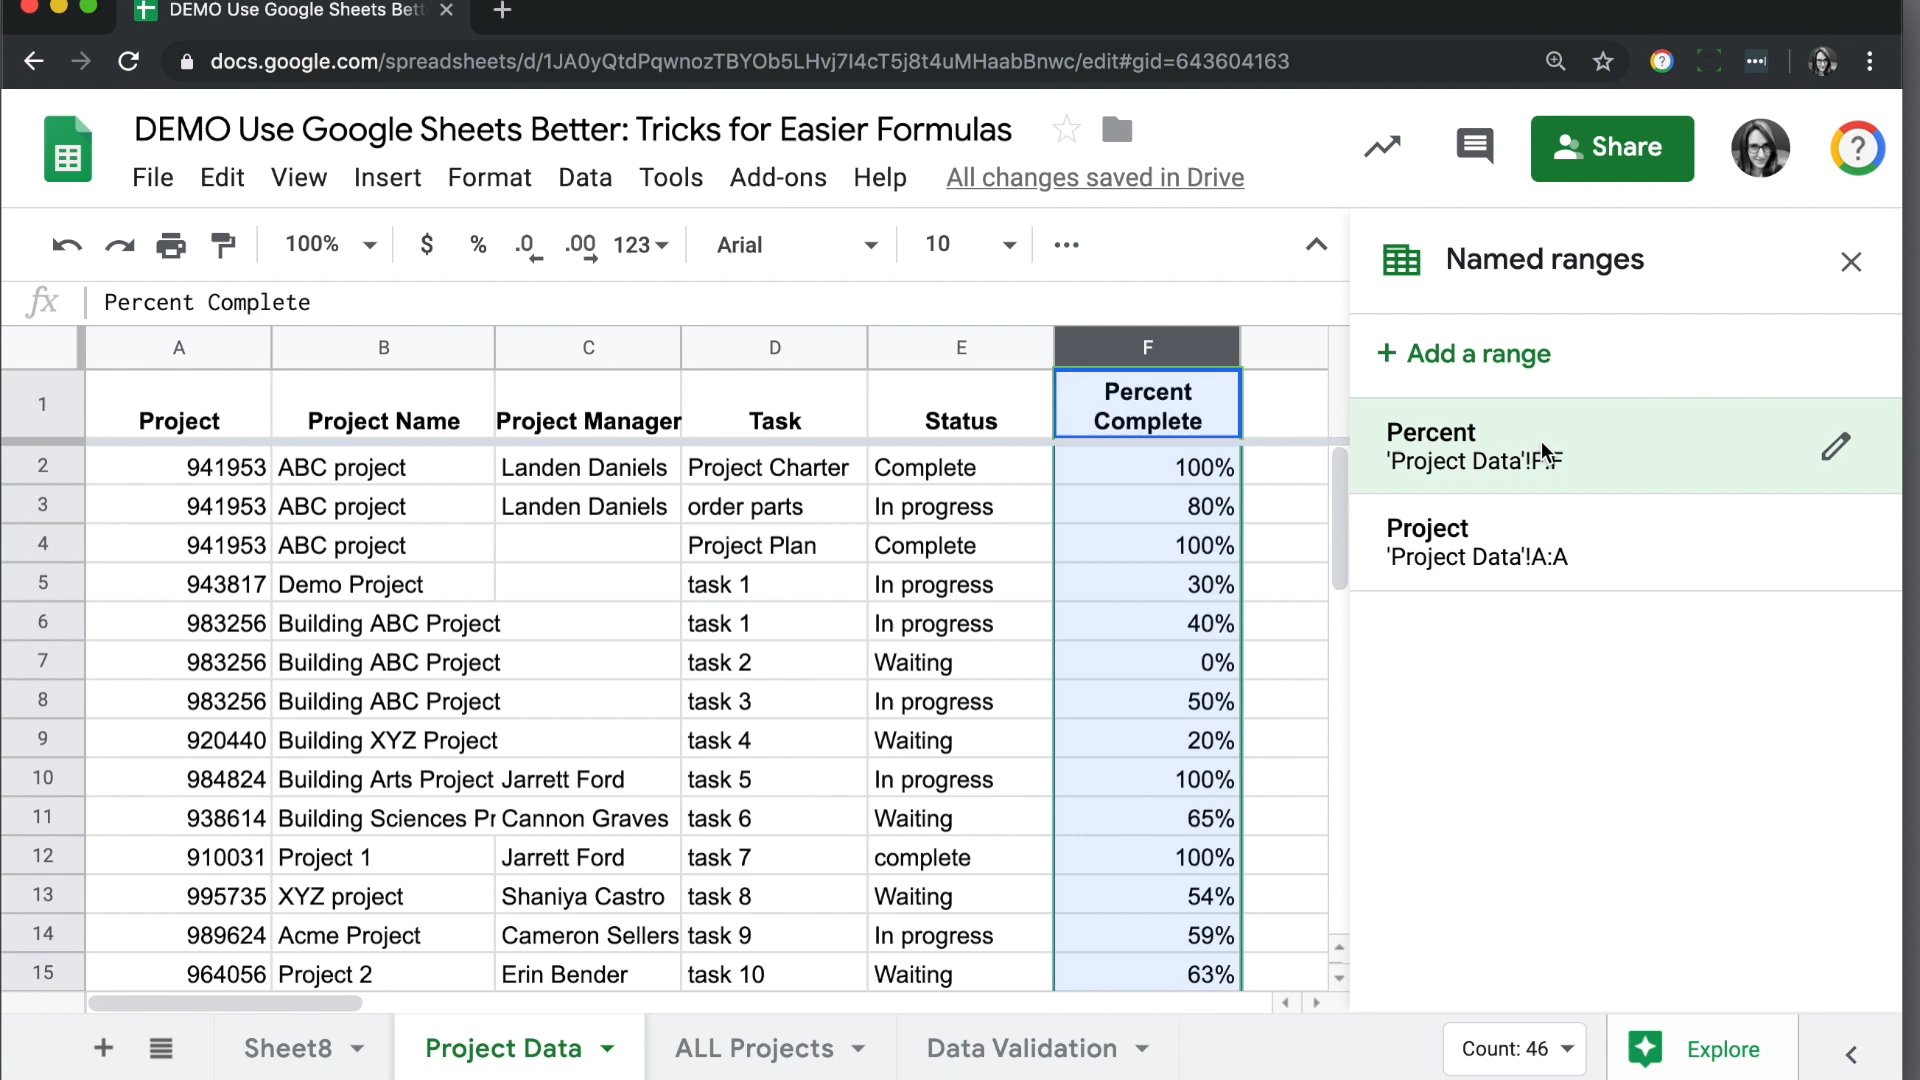 DEMO Use Google Sheets Bett
docs.google.com/spreadsheets/d/1JA0yQtdPqwnozTBYOb5LHvj7I4cT5j8t4uMHaabBnwc/edit#gid=643604163
DEMO Use Google Sheets Better: Tricks for Easier Formulas
File Edit View Insert Format Data Tools Add-ons Help All changes saved in Drive
Share
100% $ % .0 .00 123 Arial 10
Named ranges
fx Percent Complete
+ Add a range
A B C D E F
1 Project Project Name Project Manager Task Status Percent Complete
2 941953 ABC project Landen Daniels Project Charter Complete 100%
3 941953 ABC project Landen Daniels order parts In progress 80%
4 941953 ABC project Project Plan Complete 100%
5 943817 Demo Project task 1 In progress 30%
6 983256 Building ABC Project task 1 In progress 40%
7 983256 Building ABC Project task 2 Waiting 0%
8 983256 Building ABC Project task 3 In progress 50%
9 920440 Building XYZ Project task 4 Waiting 20%
10 984824 Building Arts Project Jarrett Ford task 5 In progress 100%
11 938614 Building Sciences Pr Cannon Graves task 6 Waiting 65%
12 910031 Project 1 Jarrett Ford task 7 complete 100%
13 995735 XYZ project Shaniya Castro task 8 Waiting 54%
14 989624 Acme Project Cameron Sellers task 9 In progress 59%
15 964056 Project 2 Erin Bender task 10 Waiting 63%
Percent
'Project Data'!F:F
Project
'Project Data'!A:A
+ Sheet8 Project Data ALL Projects Data Validation Count: 46 Explore